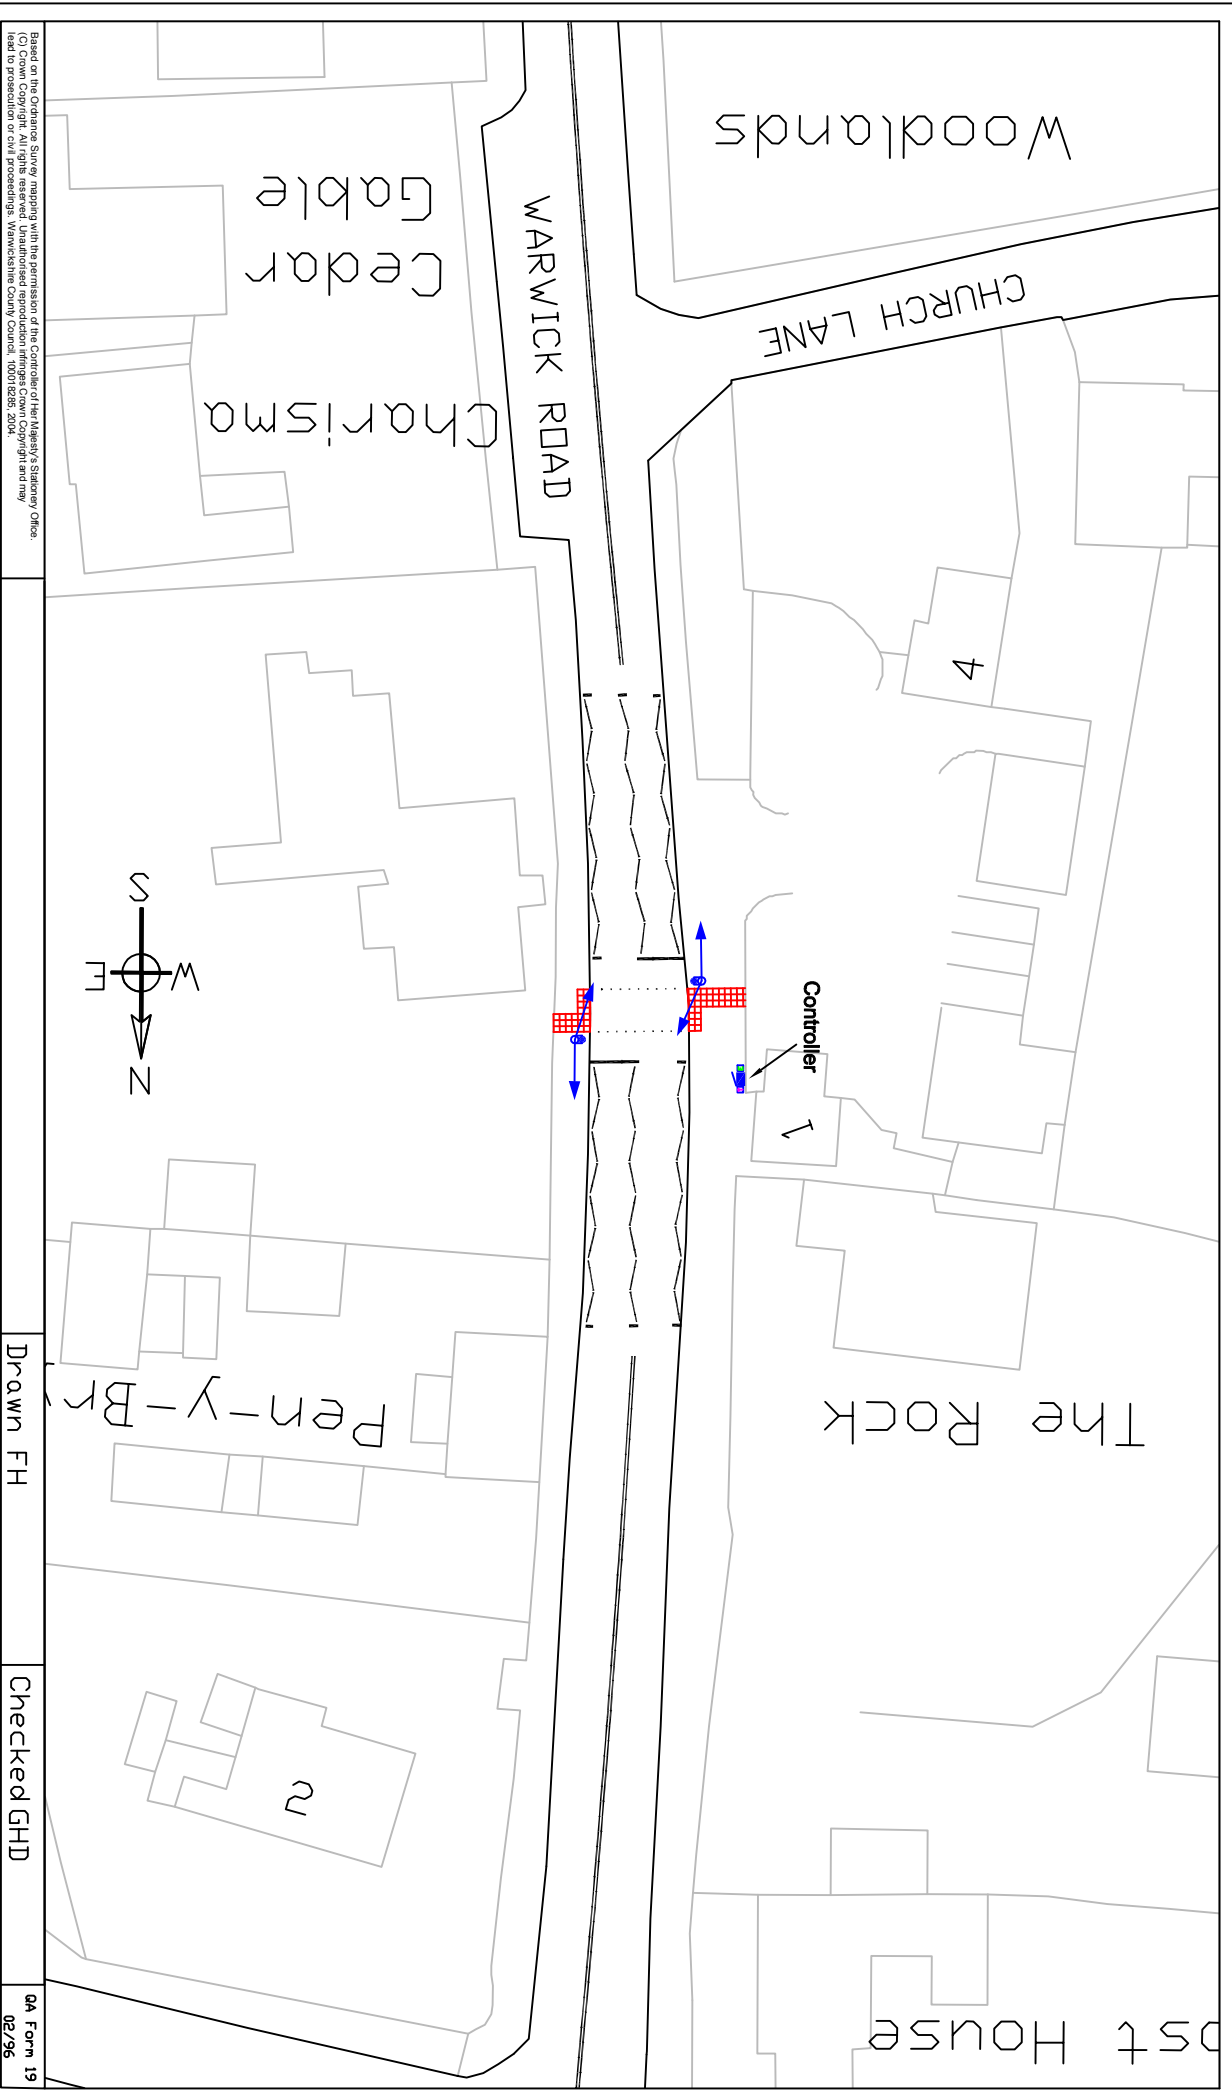 Woodlands
CHURCH LANE
WARWICK ROAD
Cedar
Gable
Charisma
4
Controller
1
S
W
E
N
The Rock
Pen-y-Br
2
ost House
Based on the Ordnance Survey mapping with the permission of the Controller of Her Majesty's Stationery Office.
(C) Crown Copyright. All rights reserved. Unauthorised reproduction infringes Crown Copyright and may
lead to prosecution or civil proceedings. Warwickshire County Council. 100018285, 2004.
Drawn FH
Checked GHD
QA Form 19
02/96